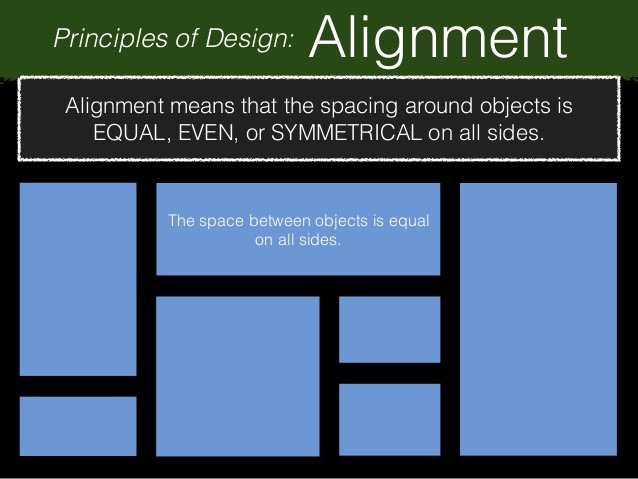 Principles of Design: Alignment
Alignment means that the spacing around objects is
EQUAL, EVEN, or SYMMETRICAL on all sides.
The space between objects is equal
on all sides.